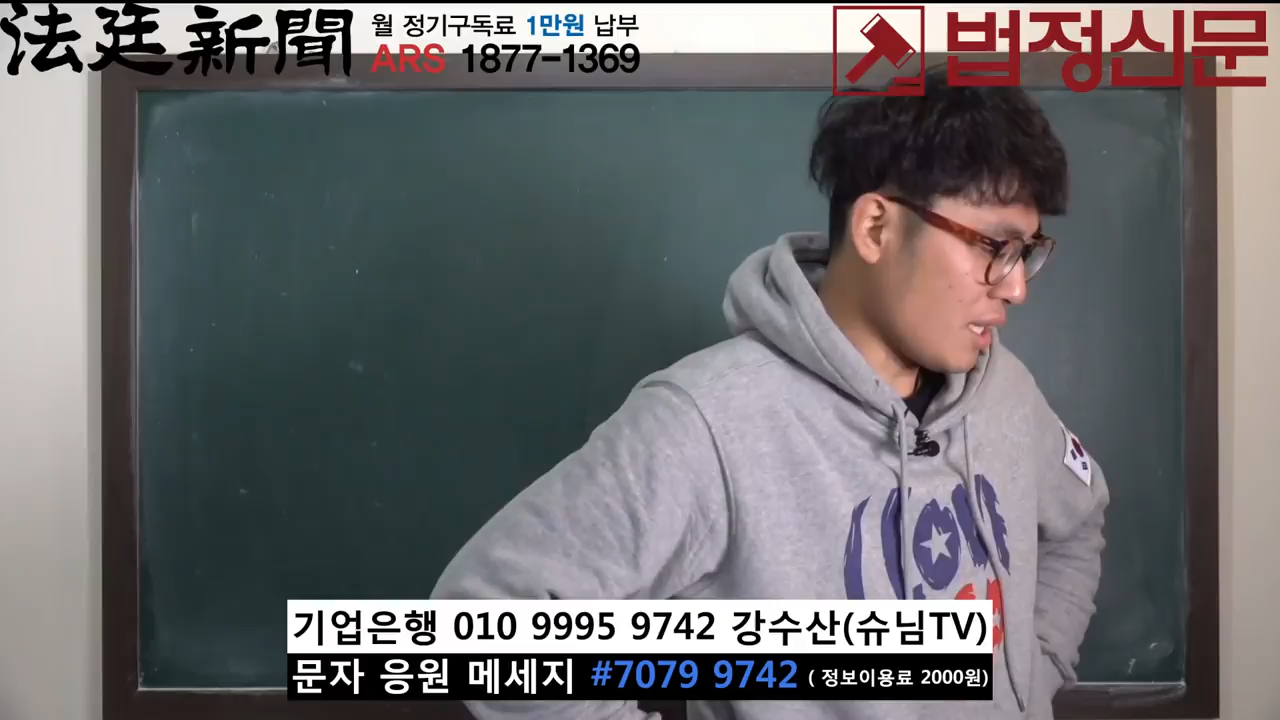 法廷新聞
월 정기구독료 1만원 납부
ARS 1877-1369
법정신문
I LOVE
기업은행 010 9995 9742 강수산(슈님TV)
문자 응원 메세지 #7079 9742 ( 정보이용료 2000원)